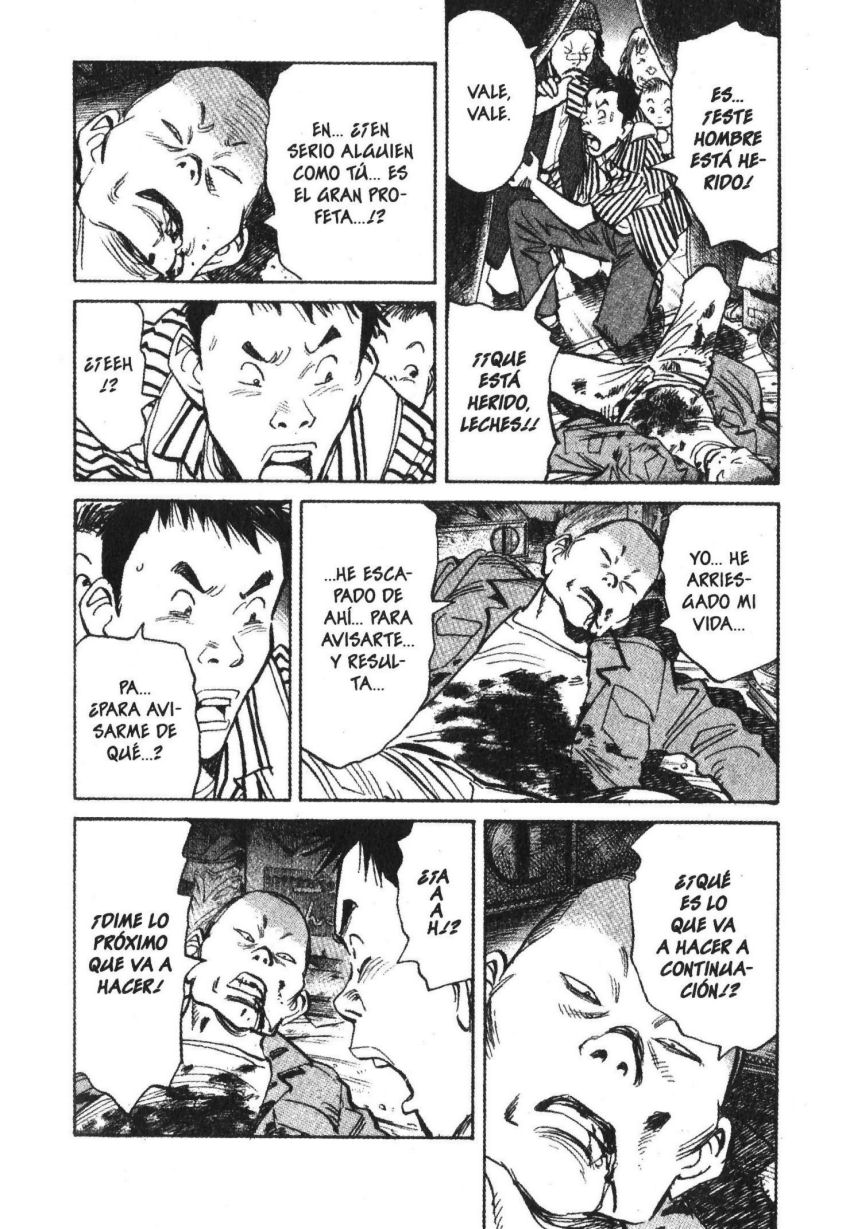 ES...
¡ESTE
HOMBRE
ESTÁ HE-
RIDO!
VALE,
VALE.
¡¡QUE
ESTÁ
HERIDO,
LECHES!!
EN... ¿¡EN
SERIO ALGUIEN
COMO TÚ... ES
EL GRAN PRO-
FETA...!?
¿¡EEH
!?
YO... HE
ARRIES-
GADO MI
VIDA...
...HE ESCA-
PADO DE
AHÍ... PARA
AVISARTE...
Y RESUL-
TA...
PA...
¿PARA AVI-
SARME DE
QUÉ...?
¿¡QUÉ
ES LO
QUE VA
A HACER A
CONTINUA-
CIÓN!?
¿¡A
A
A
H!?
¡DIME LO
PRÓXIMO
QUE VA A
HACER!